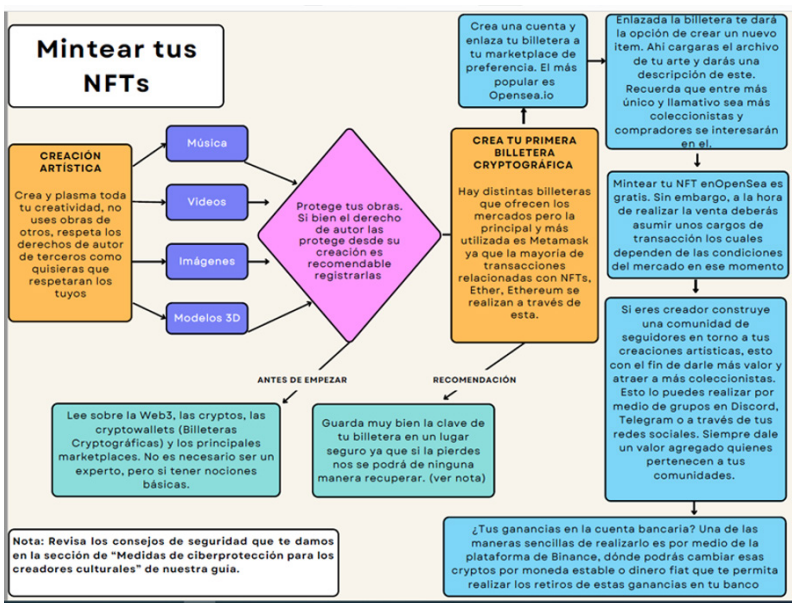 Mintear tus
NFTs
CREACIÓN
ARTÍSTICA
Crea y plasma toda
tu creatividad, no
uses obras de
otros, respeta los
derechos de autor
de terceros como
quisieras que
respetaran los
tuyos
Música
Videos
Imágenes
Modelos 3D
Protege tus obras.
Si bien el derecho
de autor las
protege desde su
creación es
recomendable
registrarlas
ANTES DE EMPEZAR
Lee sobre la Web3, las cryptos, las
cryptowallets (Billeteras
Cryptográficas) y los principales
marketplaces. No es necesario ser un
experto, pero si tener nociones
básicas.
CREA TU PRIMERA
BILLETERA
CRYPTOGRÁFICA
Hay distintas billeteras
que ofrecen los
mercados pero la
principal y más
utilizada es Metamask
ya que la mayoría de
transacciones
relacionadas con NFTs,
Ether, Ethereum se
realizan a través de
esta.
RECOMENDACIÓN
Guarda muy bien la clave de
tu billetera en un lugar
seguro ya que si la pierdes
nos se podrá de ninguna
manera recuperar. (ver nota)
Crea una cuenta y
enlaza tu billetera a
tu marketplace de
preferencia. El más
popular es
Opensea.io
Enlazada la billetera te dará
la opción de crear un nuevo
item. Ahí cargaras el archivo
de tu arte y darás una
descripción de este.
Recuerda que entre más
único y llamativo sea más
coleccionistas y
compradores se interesarán
en el.
Mintear tu NFT enOpenSea es
gratis. Sin embargo, a la hora
de realizar la venta deberás
asumir unos cargos de
transacción los cuales
dependen de las condiciones
del mercado en ese momento
Si eres creador construye
una comunidad de
seguidores en torno a tus
creaciones artísticas, esto
con el fin de darle más valor y
atraer a más coleccionistas.
Esto lo puedes realizar por
medio de grupos en Discord,
Telegram o a través de tus
redes sociales. Siempre dale
un valor agregado quienes
pertenecen a tus
comunidades.
¿Tus ganancias en la cuenta bancaria? Una de las
maneras sencillas de realizarlo es por medio de la
plataforma de Binance, dónde podrás cambiar esas
cryptos por moneda estable o dinero fiat que te permita
realizar los retiros de estas ganancias en tu banco
Nota: Revisa los consejos de seguridad que te damos
en la sección de “Medidas de ciberprotección para los
creadores culturales” de nuestra guía.